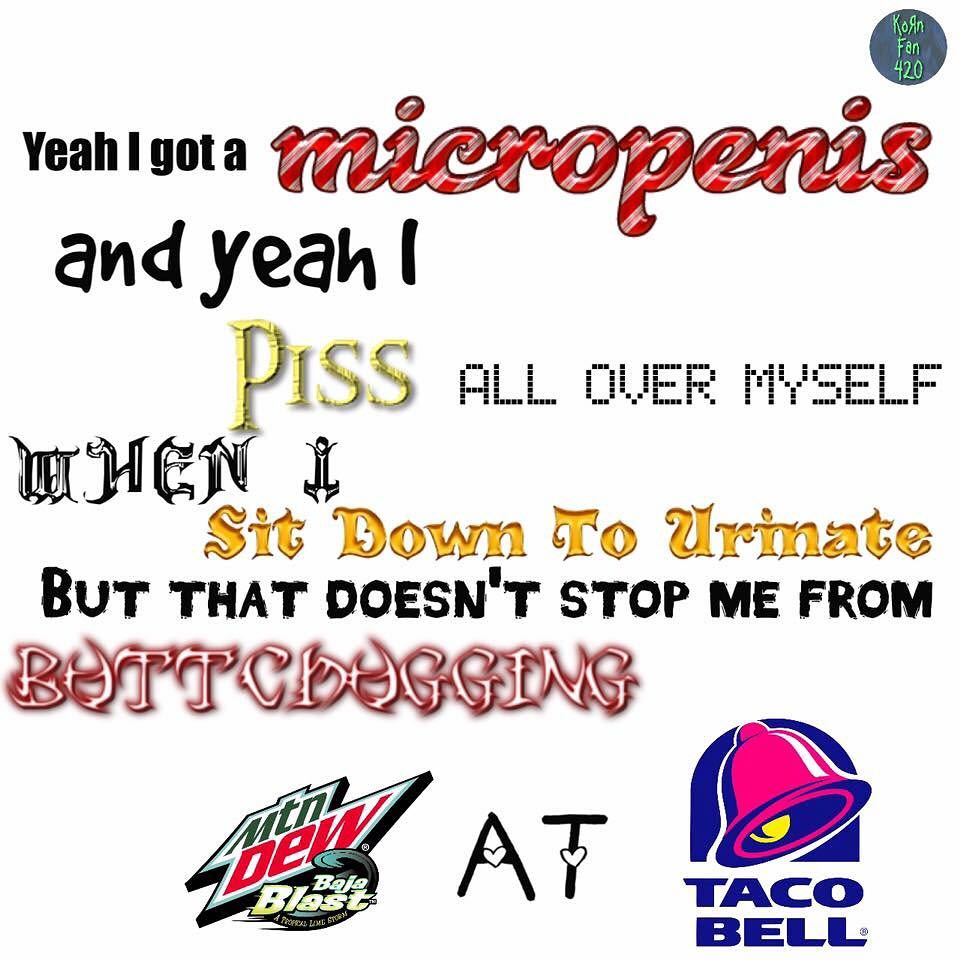 KoЯn
Fan
420
Yeah I got a micropenis
and yeah I
Piss ALL OVER MYSELF
WHEN I
Sit Down To Urinate
BUT THAT DOESN'T STOP ME FROM
BUTTCHUGGING
Mtn
DEW®
Baja
Blast™
A TROPICAL LIME STORM
AT
TACO
BELL®